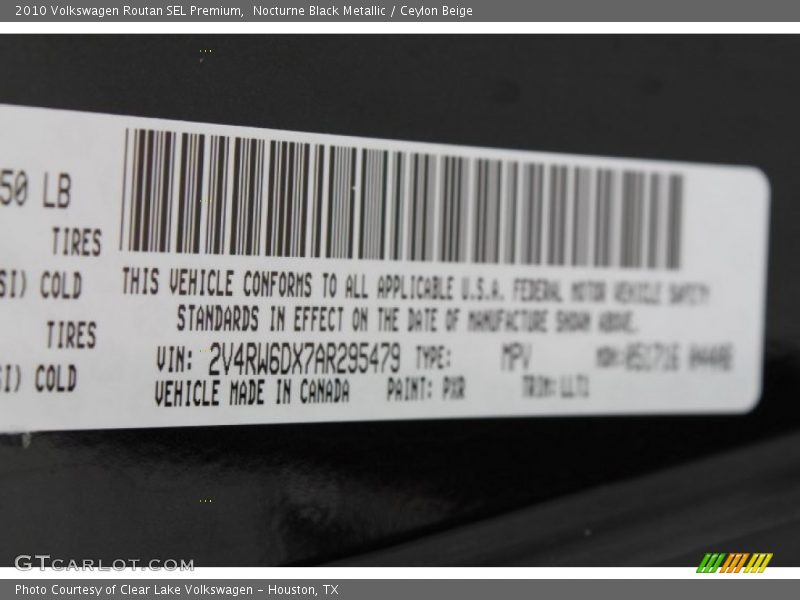 2010 Volkswagen Routan SEL Premium,  Nocturne Black Metallic / Ceylon Beige
50 LB
TIRES
SI) COLD
TIRES
SI) COLD
THIS VEHICLE CONFORMS TO ALL APPLICABLE U.S.A. FEDERAL MOTOR VEHICLE SAFETY
STANDARDS IN EFFECT ON THE DATE OF MANUFACTURE SHOWN ABOVE.
VIN: 2V4RW6DX7AR295479 TYPE: MPV MDH:
VEHICLE MADE IN CANADA PAINT: PXR TRIM:
GTCARLOT.COM
Photo Courtesy of Clear Lake Volkswagen – Houston, TX